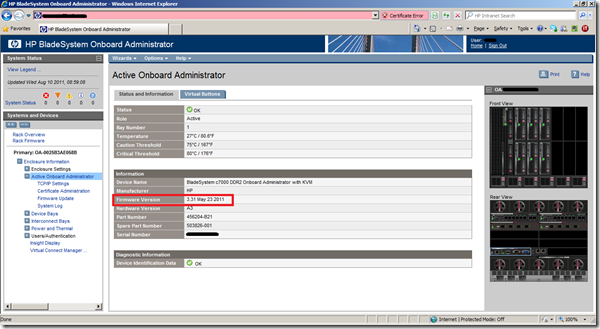 HP BladeSystem Onboard Administrator - Windows Internet Explorer
Certificate Error
HP Intranet Search
Favorites
HP BladeSystem Onboard Administrator
Page Safety Tools
HP BladeSystem Onboard Administrator
User:
Home | Sign Out
System Status
View Legend ...
Updated Wed Aug 10 2011, 08:59:08
System Status 0 0 0 0 0
Systems and Devices
Rack Overview
Rack Firmware
Primary: OA-0025B3AE05BB
Enclosure Information
Enclosure Settings
Active Onboard Administrator
TCP/IP Settings
Certificate Administration
Firmware Update
System Log
Device Bays
Interconnect Bays
Power and Thermal
Users/Authentication
Insight Display
Virtual Connect Manager ...
Wizards Options Help
Active Onboard Administrator
Print Help
Status and Information Virtual Buttons
Status and Information
Status OK
Role Active
Bay Number 1
Temperature 27°C / 80.6°F
Caution Threshold 75°C / 167°F
Critical Threshold 80°C / 176°F
Information
Device Name BladeSystem c7000 DDR2 Onboard Administrator with KVM
Manufacturer HP
Firmware Version 3.31 May 23 2011
Hardware Version A3
Part Number 456204-B21
Spare Part Number 503826-001
Serial Number
Diagnostic Information
Device Identification Data OK
OA
Front View
Rear View
Done
Internet | Protected Mode: Off
100%